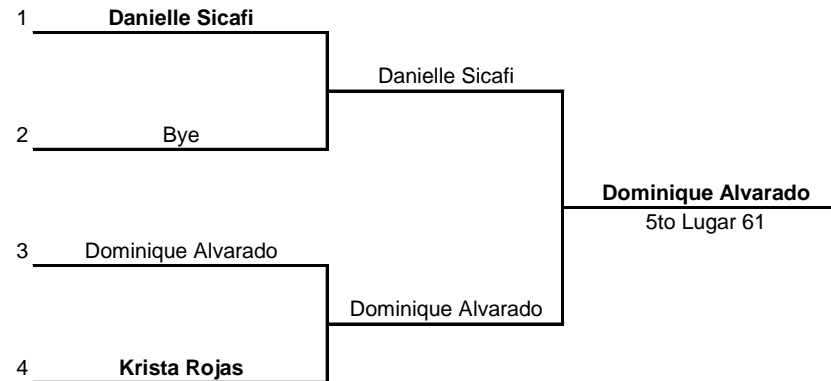 1 Danielle Sicafi
Danielle Sicafi
2 Bye
Dominique Alvarado
5to Lugar 61
3 Dominique Alvarado
Dominique Alvarado
4 Krista Rojas